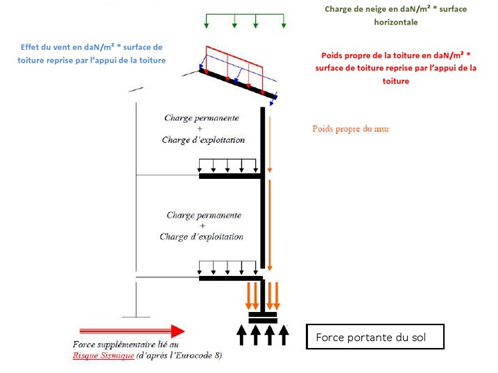 Charge de neige en daN/m² * surface
horizontale
Effet du vent en daN/m² * surface de
toiture reprise par l’appui de la toiture
Poids propre de la toiture en daN/m² *
surface de toiture reprise par l’appui de la
toiture
Charge permanente
+
Charge d’exploitation
Poids propre du mur
Charge permanente
+
Charge d’exploitation
Force portante du sol
Force supplémentaire lié au
Risque Sismique (d’après l’Eurocode 8)